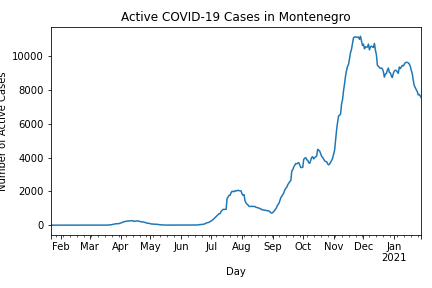 Active COVID-19 Cases in Montenegro
Number of Active Cases
10000
8000
6000
4000
2000
0
Feb Mar Apr May Jun Jul Aug Sep Oct Nov Dec Jan
2021
Day